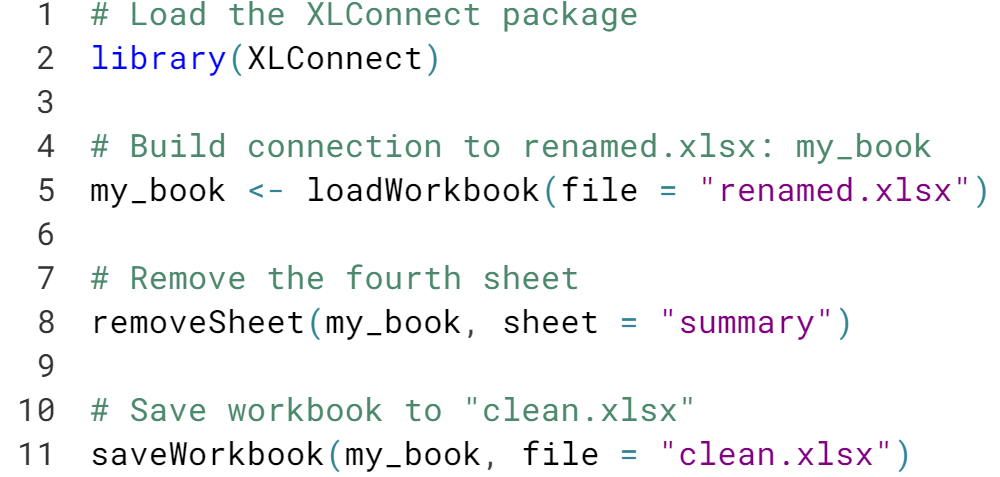 1 # Load the XLConnect package
2 library(XLConnect)
3
4 # Build connection to renamed.xlsx: my_book
5 my_book <- loadWorkbook(file = "renamed.xlsx")
6
7 # Remove the fourth sheet
8 removeSheet(my_book, sheet = "summary")
9
10 # Save workbook to "clean.xlsx"
11 saveWorkbook(my_book, file = "clean.xlsx")